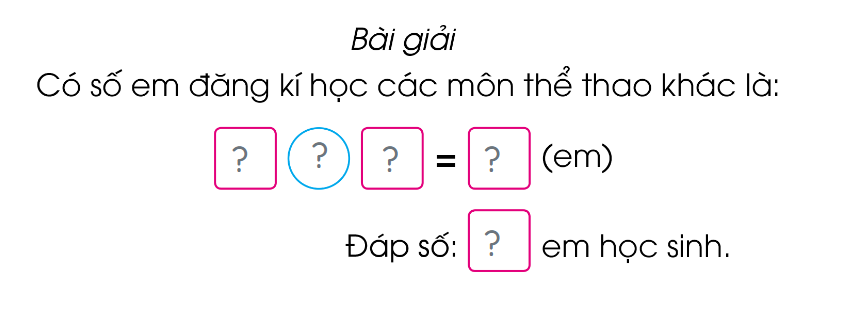 Bài giải
Có số em đăng kí học các môn thể thao khác là:
? ? ? = ? (em)
Đáp số: ? em học sinh.